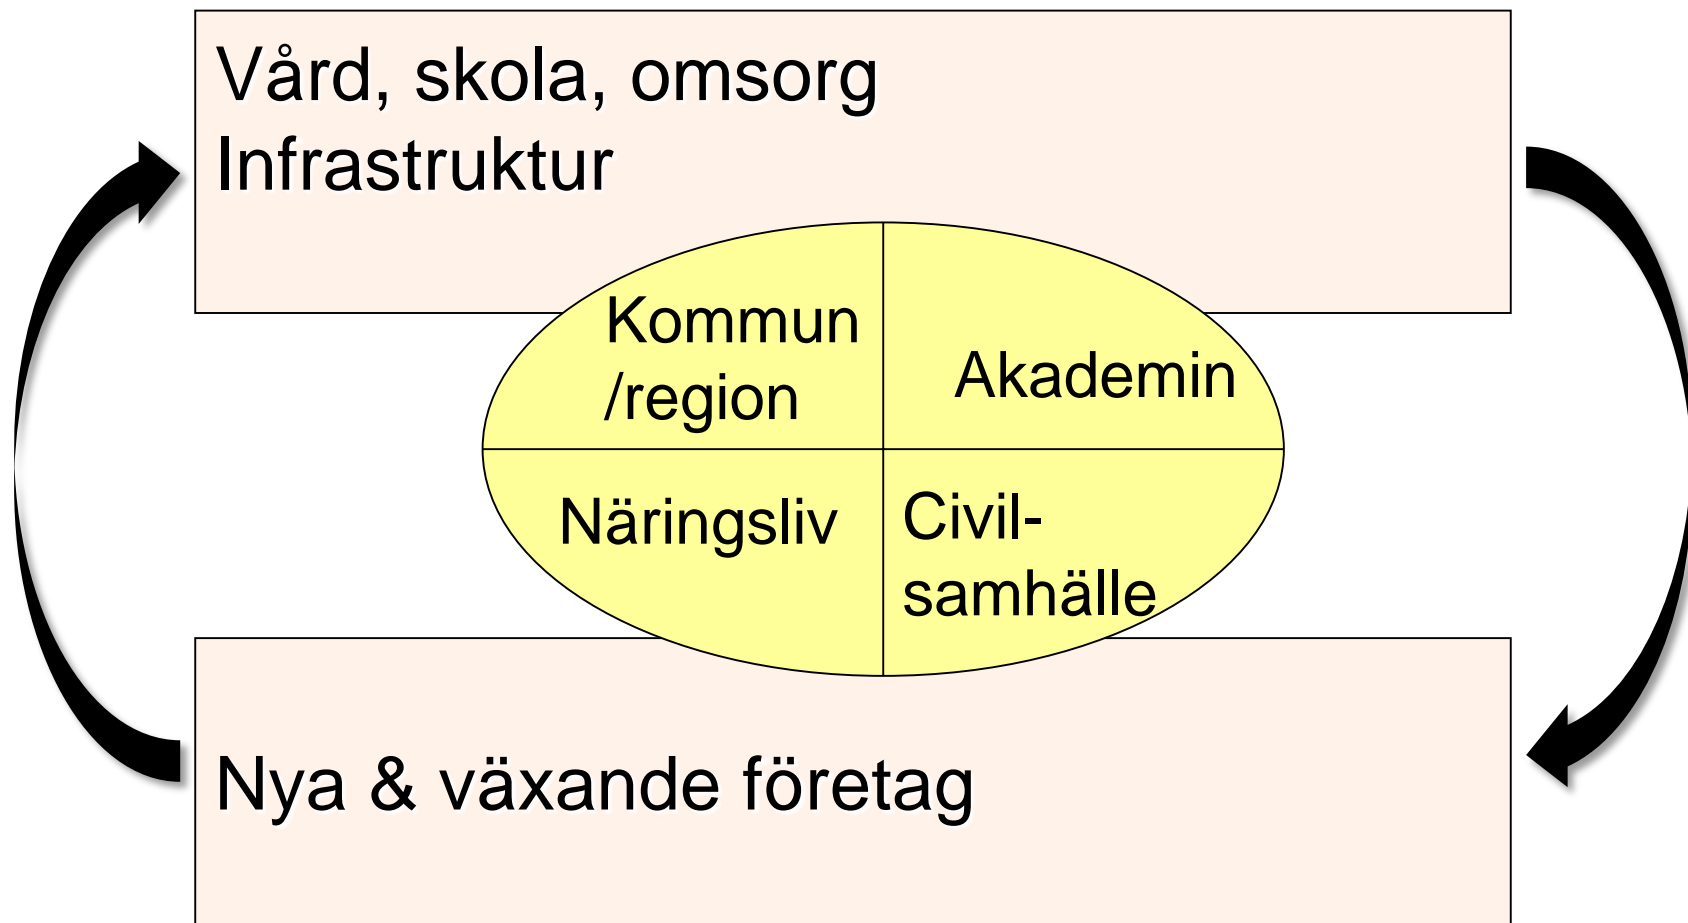 Vård, skola, omsorg
Infrastruktur
Kommun
/region
Akademin
Näringsliv
Civil-
samhälle
Nya & växande företag